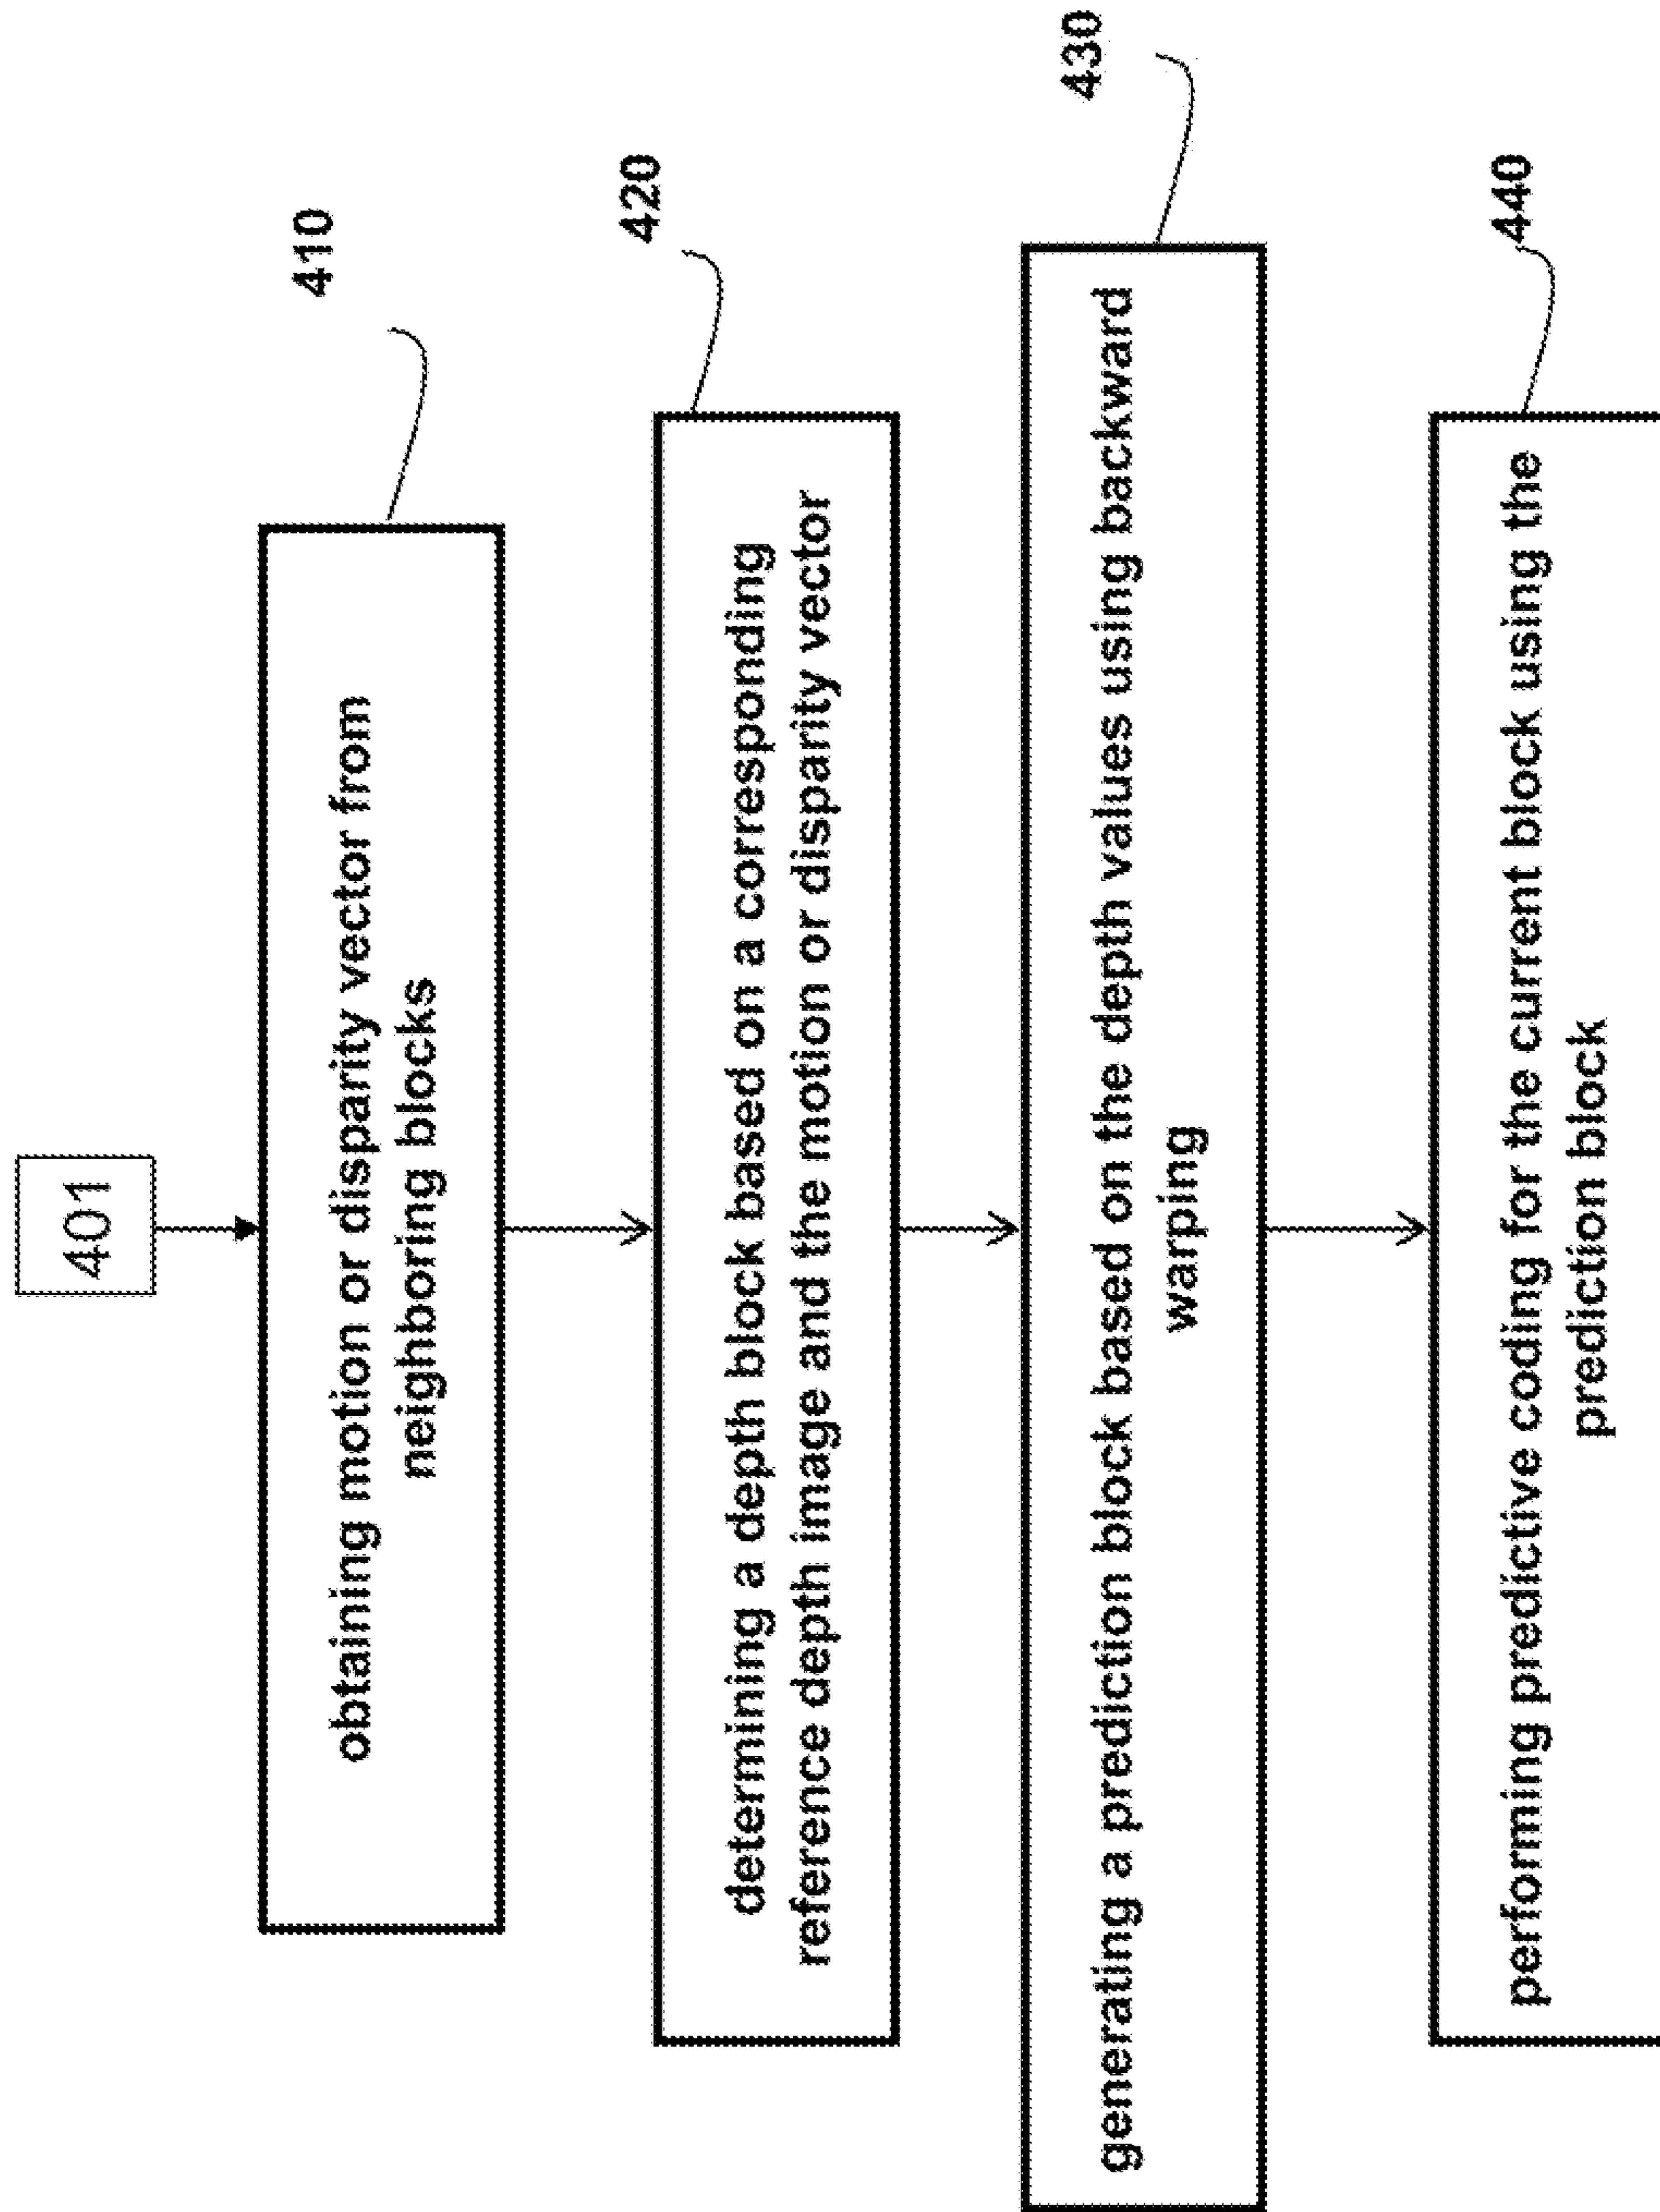 401
410
obtaining motion or disparity vector from
neighboring blocks
420
determining a depth block based on a corresponding
reference depth image and the motion or disparity vector
430
generating a prediction block based on the depth values using backward
warping
440
performing predictive coding for the current block using the
prediction block